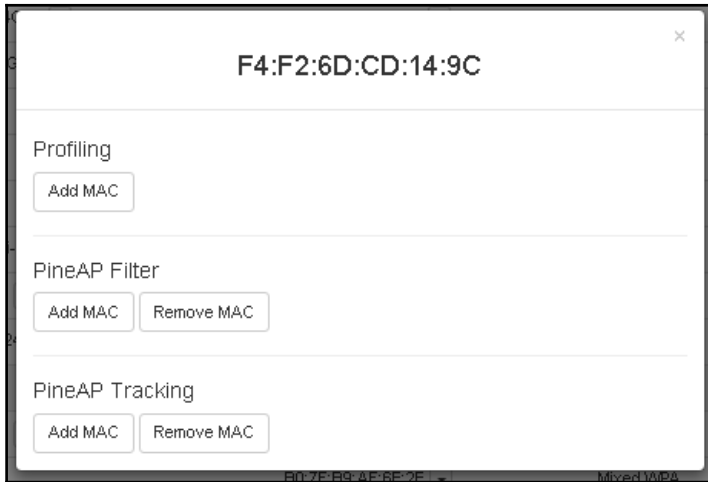 ×
F4:F2:6D:CD:14:9C
Profiling
Add MAC
PineAP Filter
Add MAC Remove MAC
PineAP Tracking
Add MAC Remove MAC
Mixed WPA